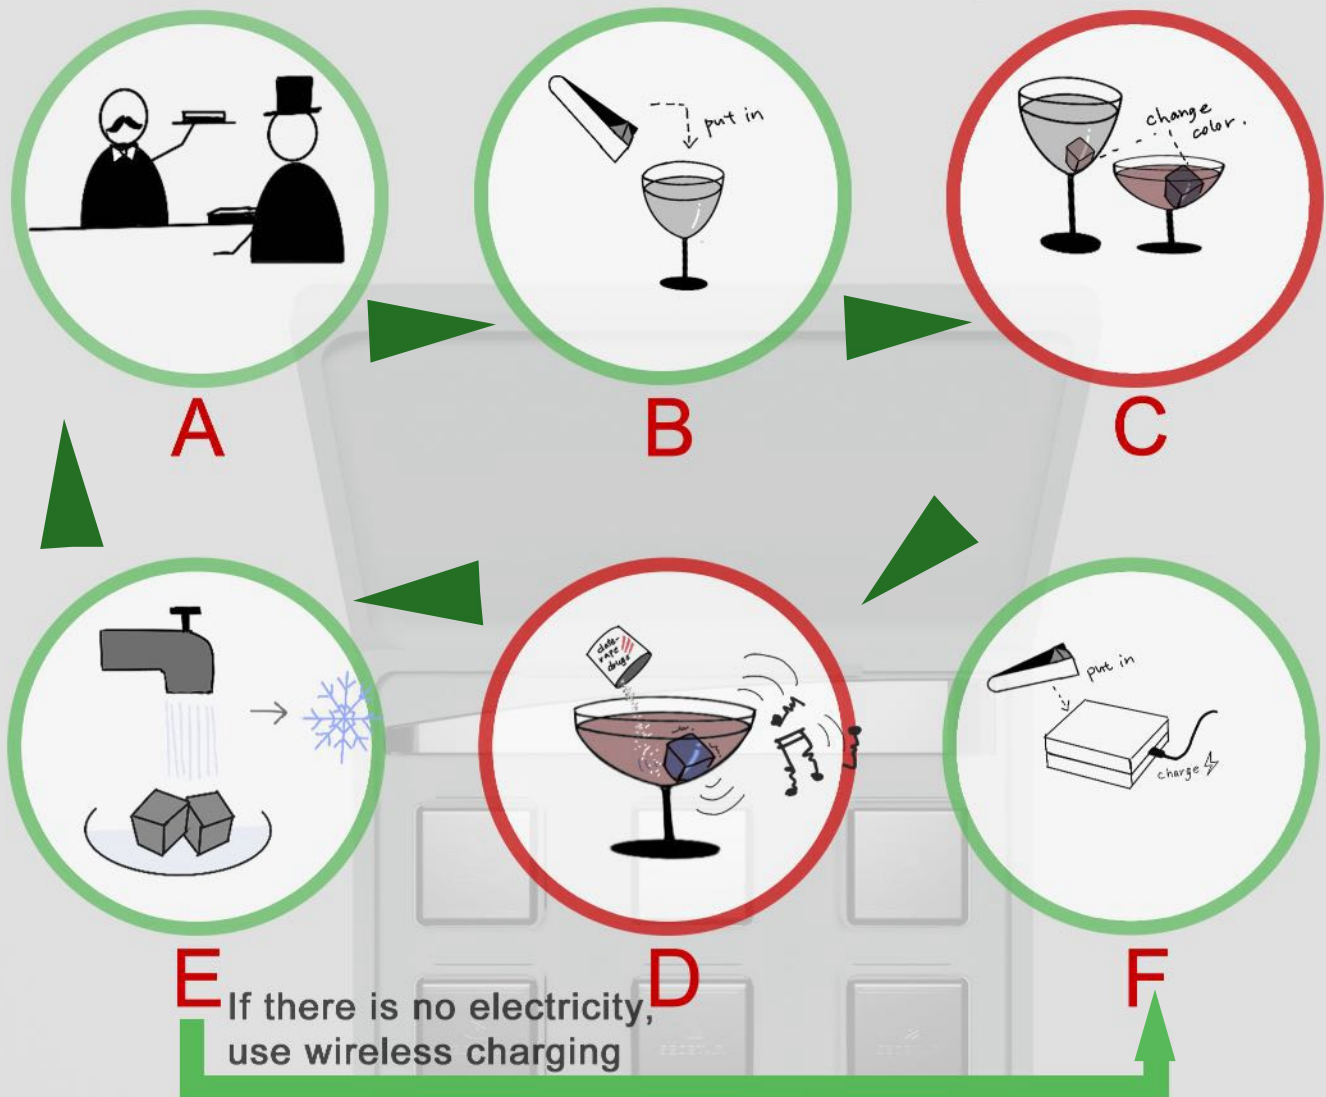 put in
change
color.
A
B
C
date-
rape
drugs
put in
charge
E
D
F
If there is no electricity,
use wireless charging